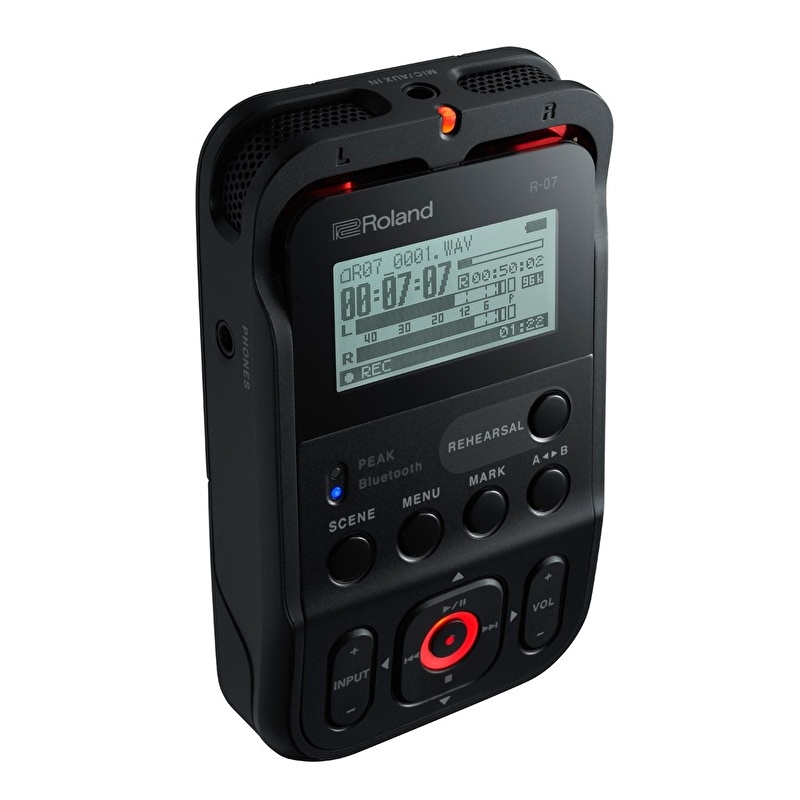 MIC/AUX IN
L
R
R-07
Roland
R07_0001.WAV
00:07:07
R 00:50:02
96k
L
40 30 20 12 6 P
R
01:22
REC
PHONES
REHEARSAL
PEAK
Bluetooth
SCENE
MENU
MARK
A◂▸B
INPUT
+
−
VOL
+
−